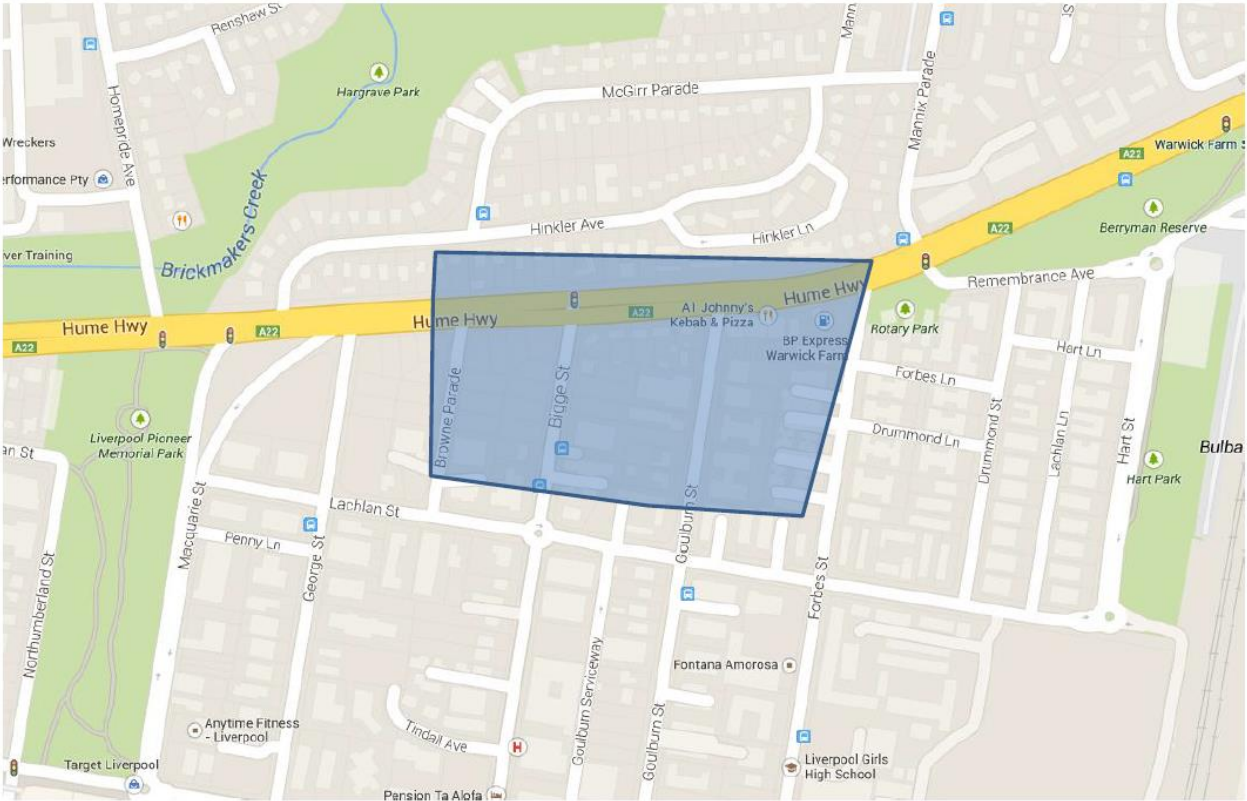 Renshaw St
Mann
St
Hargrave Park
McGirr Parade
Mannix Parade
Homepride Ave
Wreckers
erformance Pty
A22
Warwick Farm S
Brickmakers Creek
Hinkler Ave
Hinkler Ln
A22
Berryman Reserve
ver Training
Remembrance Ave
Hume Hwy
A22
A22
Hume Hwy
A22
A1 Johnny's
Kebab & Pizza
Hume Hwy
BP Express
Warwick Farm
Rotary Park
Hart Ln
Forbes Ln
Browne Parade
Bigge St
Liverpool Pioneer
Memorial Park
Drummond Ln
Drummond St
Lachlan Ln
Hart St
Bulba
an St
Hart Park
Macquarie St
Lachlan St
Goulburn St
Penny Ln
George St
Forbes St
Northumberland St
Goulburn Serviceway
Fontana Amorosa
Anytime Fitness
- Liverpool
Tindall Ave
H
Goulburn St
Target Liverpool
Liverpool Girls
High School
Pension Ta Alofa